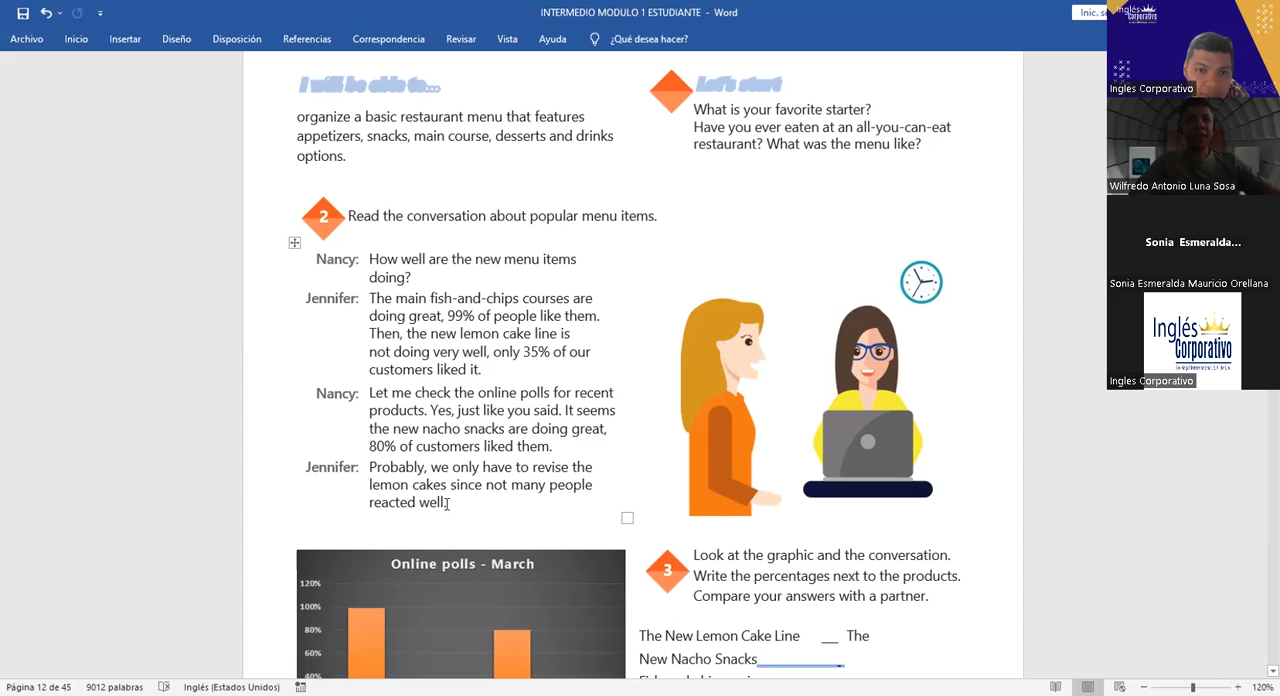 INTERMEDIO MODULO 1 ESTUDIANTE - Word
Inic. se
Archivo Inicio Insertar Diseño Disposición Referencias Correspondencia Revisar Vista Ayuda ¿Qué desea hacer?
I will be able to...
organize a basic restaurant menu that features
appetizers, snacks, main course, desserts and drinks
options.
Let's start
What is your favorite starter?
Have you ever eaten at an all-you-can-eat
restaurant? What was the menu like?
2 Read the conversation about popular menu items.
Nancy: How well are the new menu items
doing?
Jennifer: The main fish-and-chips courses are
doing great, 99% of people like them.
Then, the new lemon cake line is
not doing very well, only 35% of our
customers liked it.
Nancy: Let me check the online polls for recent
products. Yes, just like you said. It seems
the new nacho snacks are doing great,
80% of customers liked them.
Jennifer: Probably, we only have to revise the
lemon cakes since not many people
reacted well.
Online polls - March
120%
100%
80%
60%
40%
3 Look at the graphic and the conversation.
Write the percentages next to the products.
Compare your answers with a partner.
The New Lemon Cake Line __ The
New Nacho Snacks
Inglés
Corporativo
Ingles Corporativo
Wilfredo Antonio Luna Sosa
Sonia Esmeralda...
Sonia Esmeralda Mauricio Orellana
Inglés
Corporativo
Ingles Corporativo
Página 12 de 45 9012 palabras Inglés (Estados Unidos) 120%